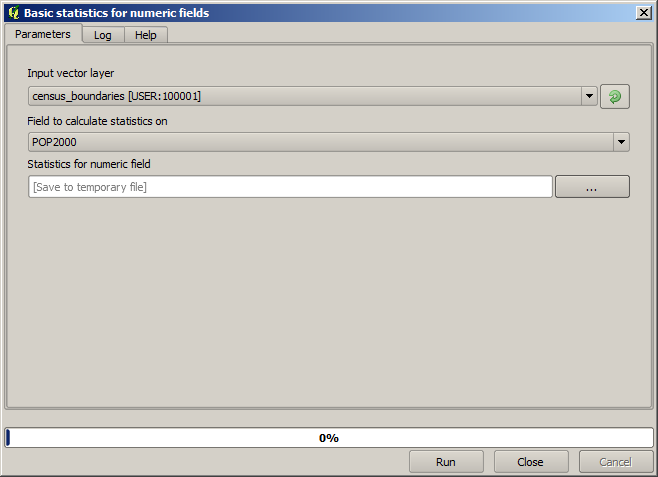 Basic statistics for numeric fields
Parameters Log Help
Input vector layer
census_boundaries [USER:100001]
Field to calculate statistics on
POP2000
Statistics for numeric field
[Save to temporary file] ...
0%
Run Close Cancel